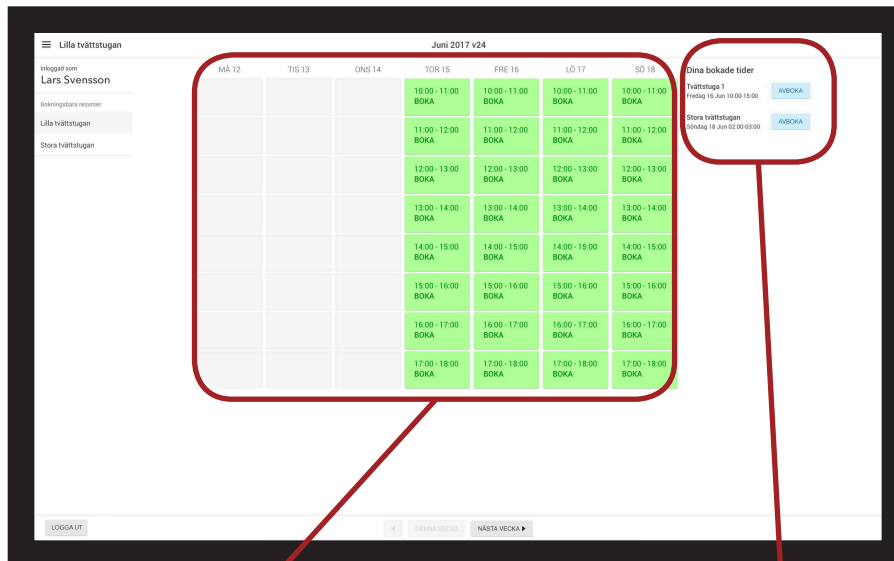 Lilla tvättstugan
Juni 2017 v24
Inloggad som
Lars Svensson
Bokningsbara resurser
Lilla tvättstugan
Stora tvättstugan
MÅ 12 TIS 13 ONS 14 TOR 15 FRE 16 LÖ 17 SÖ 18
10:00 - 11:00 10:00 - 11:00 10:00 - 11:00 10:00 - 11:00
BOKA BOKA BOKA BOKA
11:00 - 12:00 11:00 - 12:00 11:00 - 12:00 11:00 - 12:00
BOKA BOKA BOKA BOKA
12:00 - 13:00 12:00 - 13:00 12:00 - 13:00 12:00 - 13:00
BOKA BOKA BOKA BOKA
13:00 - 14:00 13:00 - 14:00 13:00 - 14:00 13:00 - 14:00
BOKA BOKA BOKA BOKA
14:00 - 15:00 14:00 - 15:00 14:00 - 15:00 14:00 - 15:00
BOKA BOKA BOKA BOKA
15:00 - 16:00 15:00 - 16:00 15:00 - 16:00 15:00 - 16:00
BOKA BOKA BOKA BOKA
16:00 - 17:00 16:00 - 17:00 16:00 - 17:00 16:00 - 17:00
BOKA BOKA BOKA BOKA
17:00 - 18:00 17:00 - 18:00 17:00 - 18:00 17:00 - 18:00
BOKA BOKA BOKA BOKA
Dina bokade tider
Tvättstuga 1
Fredag 16 Jun 10:00-15:00
AVBOKA
Stora tvättstugan
Söndag 18 Jun 02:00-03:00
AVBOKA
LOGGA UT
DENNA VECKA
NÄSTA VECKA